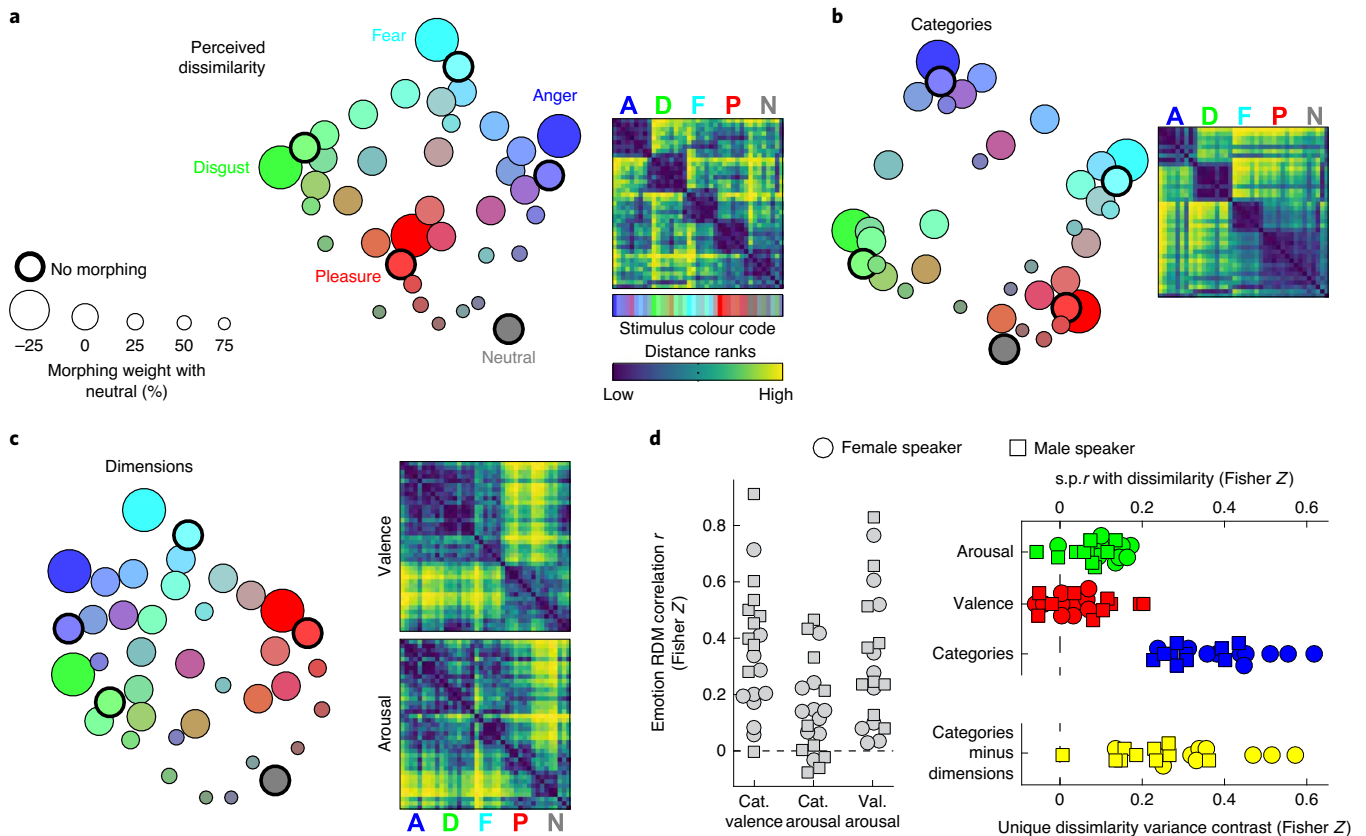 a
Perceived
dissimilarity
Fear
Anger
Disgust
Pleasure
Neutral
No morphing
–25 0 25 50 75
Morphing weight with
neutral (%)
A D F P N
Stimulus colour code
Distance ranks
Low High
b
Categories
A D F P N
c
Dimensions
Valence
Arousal
A D F P N
d
Female speaker Male speaker
Emotion RDM correlation r
(Fisher Z)
0.8
0.6
0.4
0.2
0
Cat. Cat. Val.
valence arousal arousal
s.p.r with dissimilarity (Fisher Z)
0 0.2 0.4 0.6
Arousal
Valence
Categories
Categories
minus
dimensions
0 0.2 0.4 0.6
Unique dissimilarity variance contrast (Fisher Z)